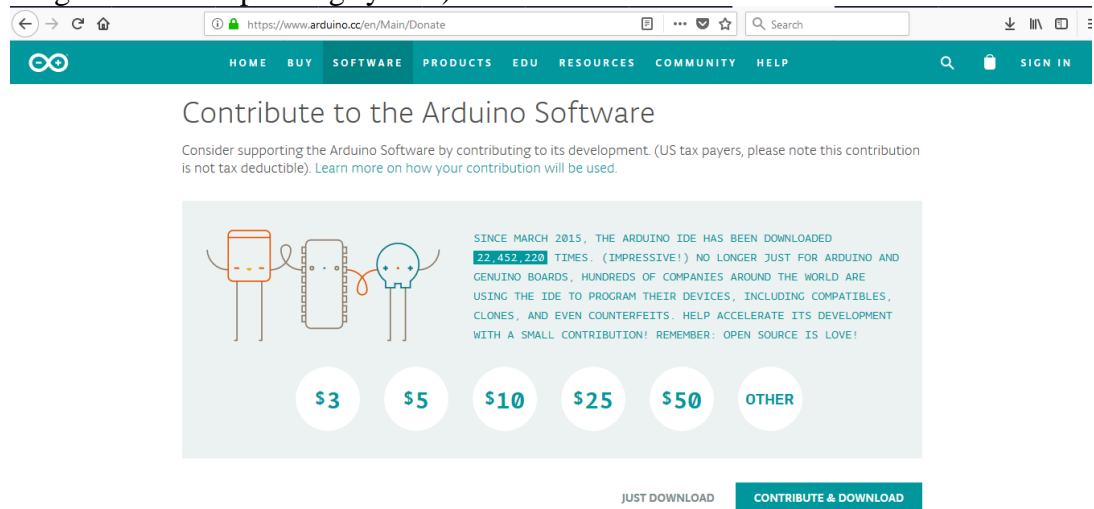 https://www.arduino.cc/en/Main/Donate
Search
HOME BUY SOFTWARE PRODUCTS EDU RESOURCES COMMUNITY HELP
SIGN IN
Contribute to the Arduino Software
Consider supporting the Arduino Software by contributing to its development. (US tax payers, please note this contribution
is not tax deductible). Learn more on how your contribution will be used.
SINCE MARCH 2015, THE ARDUINO IDE HAS BEEN DOWNLOADED
22,452,220 TIMES. (IMPRESSIVE!) NO LONGER JUST FOR ARDUINO AND
GENUINO BOARDS, HUNDREDS OF COMPANIES AROUND THE WORLD ARE
USING THE IDE TO PROGRAM THEIR DEVICES, INCLUDING COMPATIBLES,
CLONES, AND EVEN COUNTERFEITS. HELP ACCELERATE ITS DEVELOPMENT
WITH A SMALL CONTRIBUTION! REMEMBER: OPEN SOURCE IS LOVE!
$3 $5 $10 $25 $50 OTHER
JUST DOWNLOAD CONTRIBUTE & DOWNLOAD